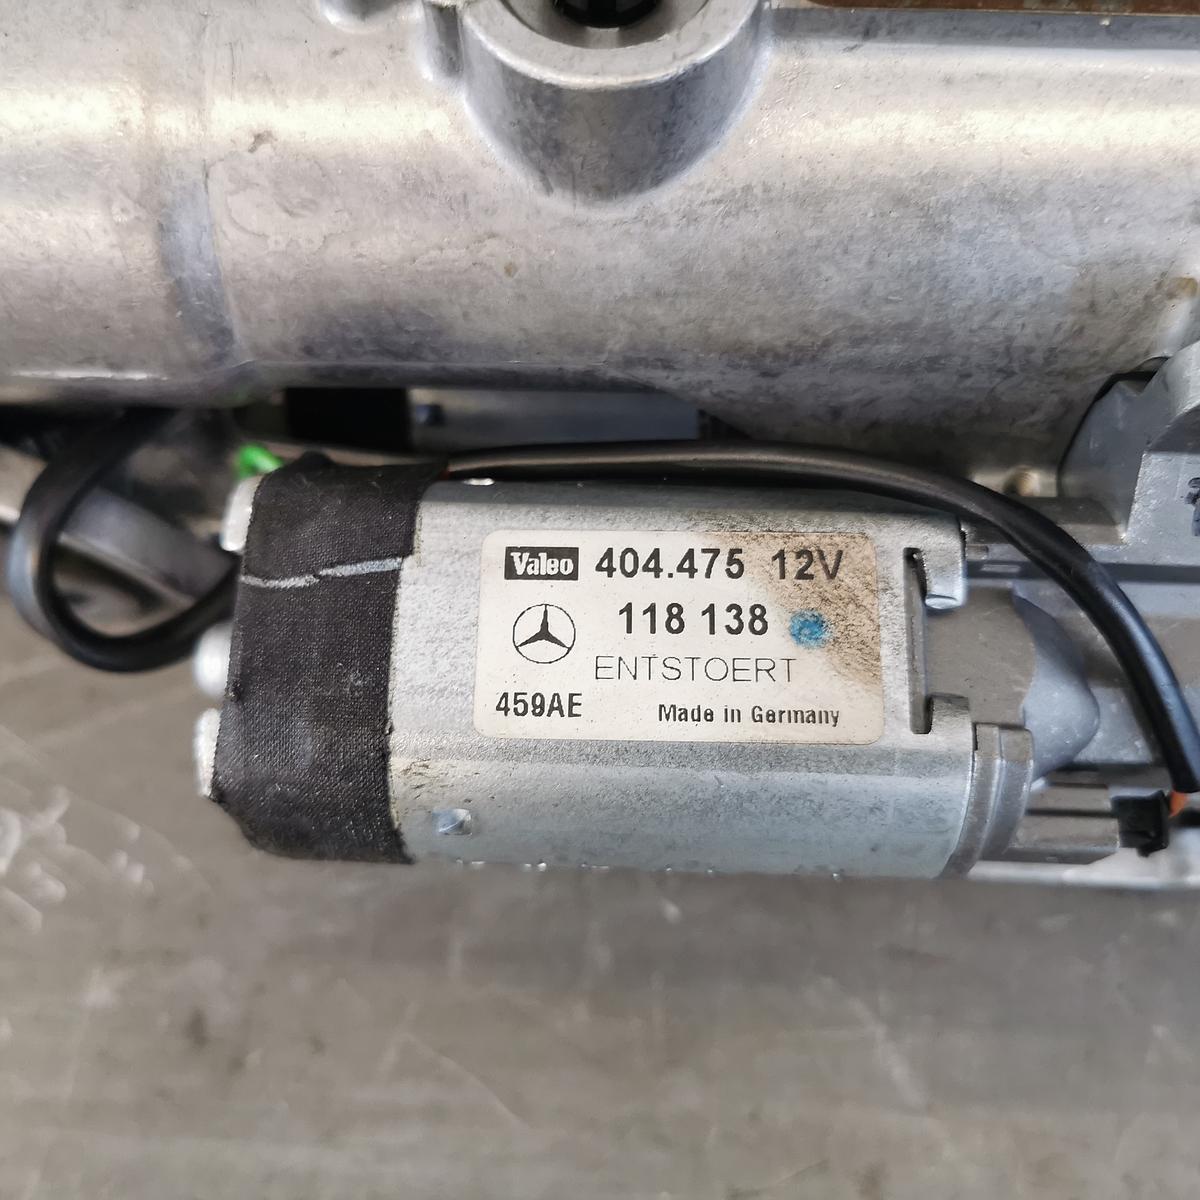 Valeo 404.475 12V
118 138
ENTSTOERT
459AE Made in Germany